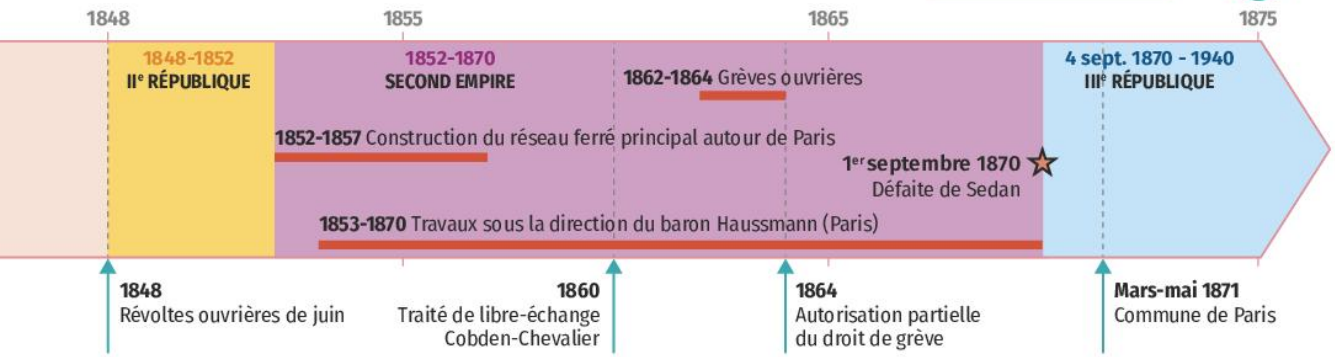 1848
1855
1865
1875
1848-1852
IIe RÉPUBLIQUE
1852-1870
SECOND EMPIRE
1862-1864 Grèves ouvrières
4 sept. 1870 - 1940
IIIe RÉPUBLIQUE
1852-1857 Construction du réseau ferré principal autour de Paris
1er septembre 1870
Défaite de Sedan
1853-1870 Travaux sous la direction du baron Haussmann (Paris)
1848
Révoltes ouvrières de juin
1860
Traité de libre-échange
Cobden-Chevalier
1864
Autorisation partielle
du droit de grève
Mars-mai 1871
Commune de Paris